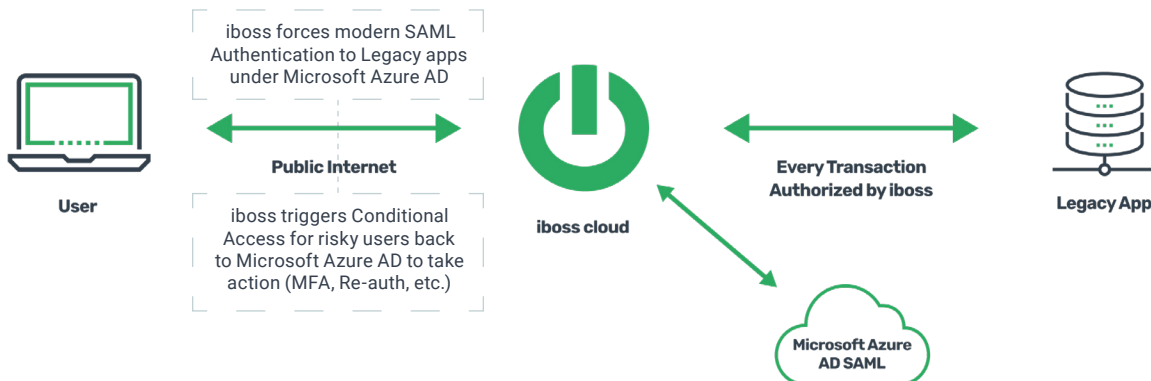 iboss forces modern SAML
Authentication to Legacy apps
under Microsoft Azure AD
Public Internet
iboss triggers Conditional
Access for risky users back
to Microsoft Azure AD to take
action (MFA, Re-auth, etc.)
User
iboss cloud
Every Transaction
Authorized by iboss
Legacy App
Microsoft Azure
AD SAML